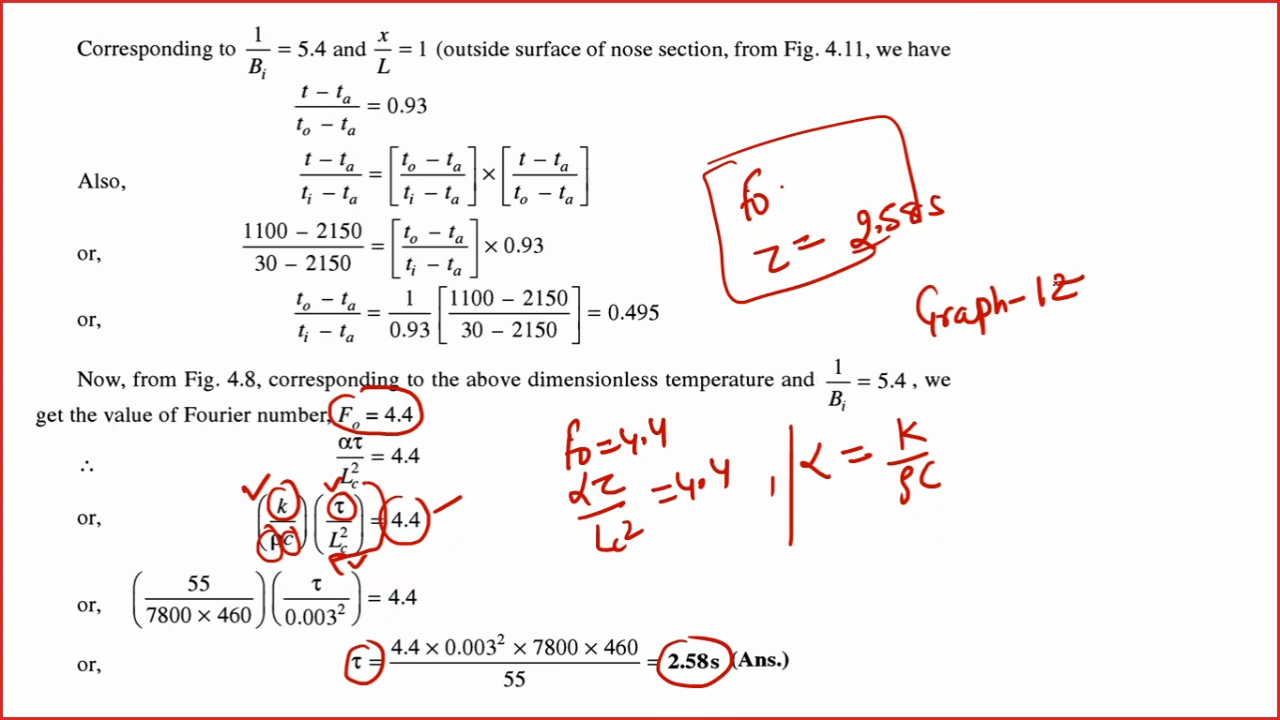 Corresponding to 1/B_i = 5.4 and x/L = 1 (outside surface of nose section, from Fig. 4.11, we have
(t − t_a)/(t_o − t_a) = 0.93
Also, (t − t_a)/(t_i − t_a) = [(t_o − t_a)/(t_i − t_a)] × [(t − t_a)/(t_o − t_a)]
or, (1100 − 2150)/(30 − 2150) = [(t_o − t_a)/(t_i − t_a)] × 0.93
or, (t_o − t_a)/(t_i − t_a) = 1/0.93 [(1100 − 2150)/(30 − 2150)] = 0.495
fo
τ = 2.58s
Graph-12
Now, from Fig. 4.8, corresponding to the above dimensionless temperature and 1/B_i = 5.4 , we
get the value of Fourier number, F_o = 4.4
∴ ατ/L_c² = 4.4
or, (k/ρc) (τ/L_c²) = 4.4
fo = 4.4
ατ/Lc² = 4.4 , α = K/ρC
or, (55/(7800 × 460)) (τ/0.003²) = 4.4
or, τ = (4.4 × 0.003² × 7800 × 460)/55 = 2.58s (Ans.)